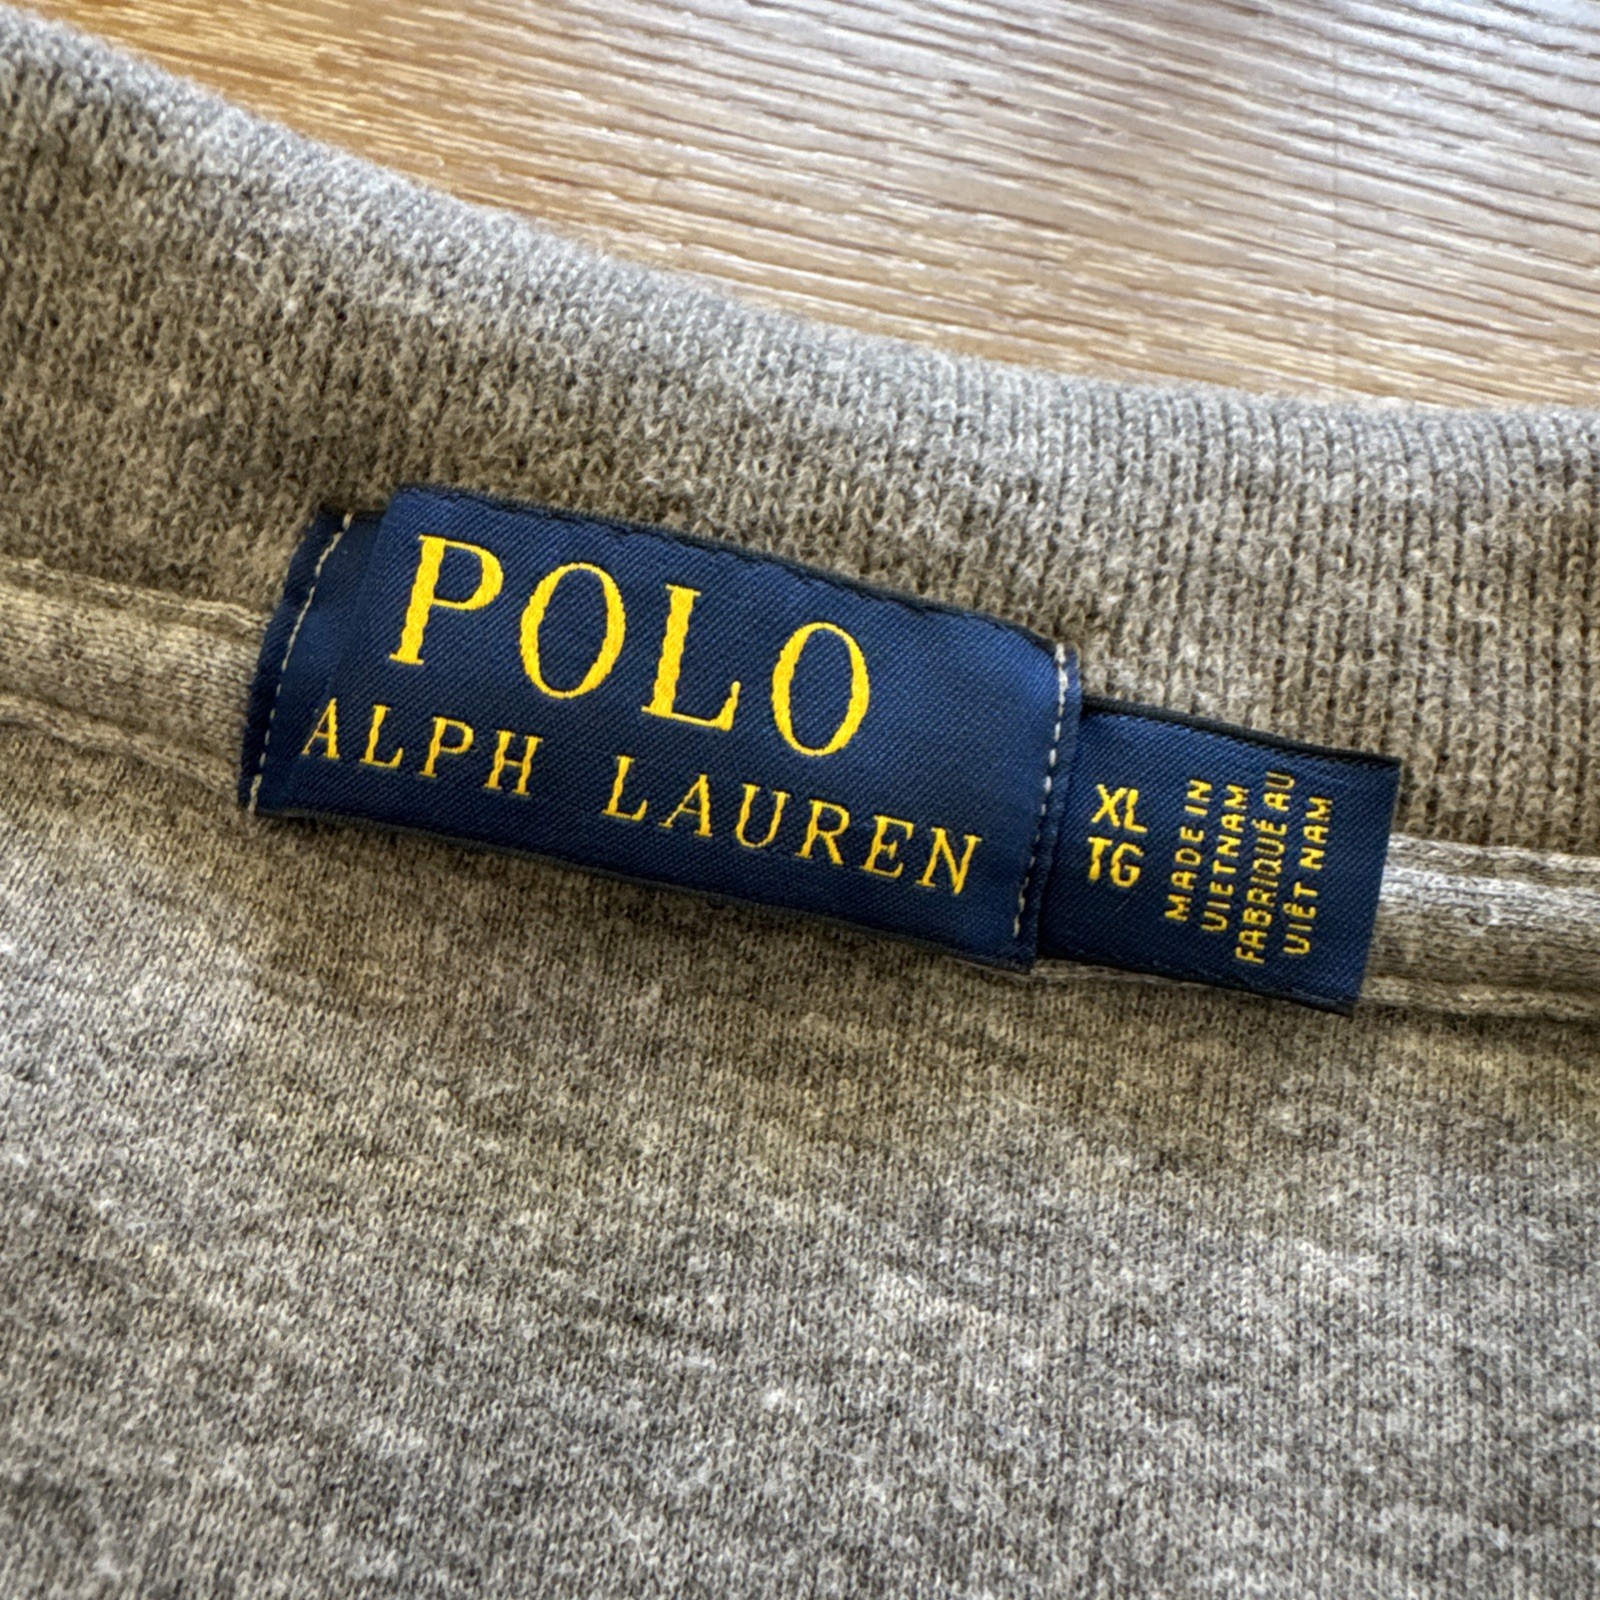 POLO
ALPH LAUREN
XL
TG
MADE IN
VIETNAM
FABRIQUÉ AU
VIÊT NAM